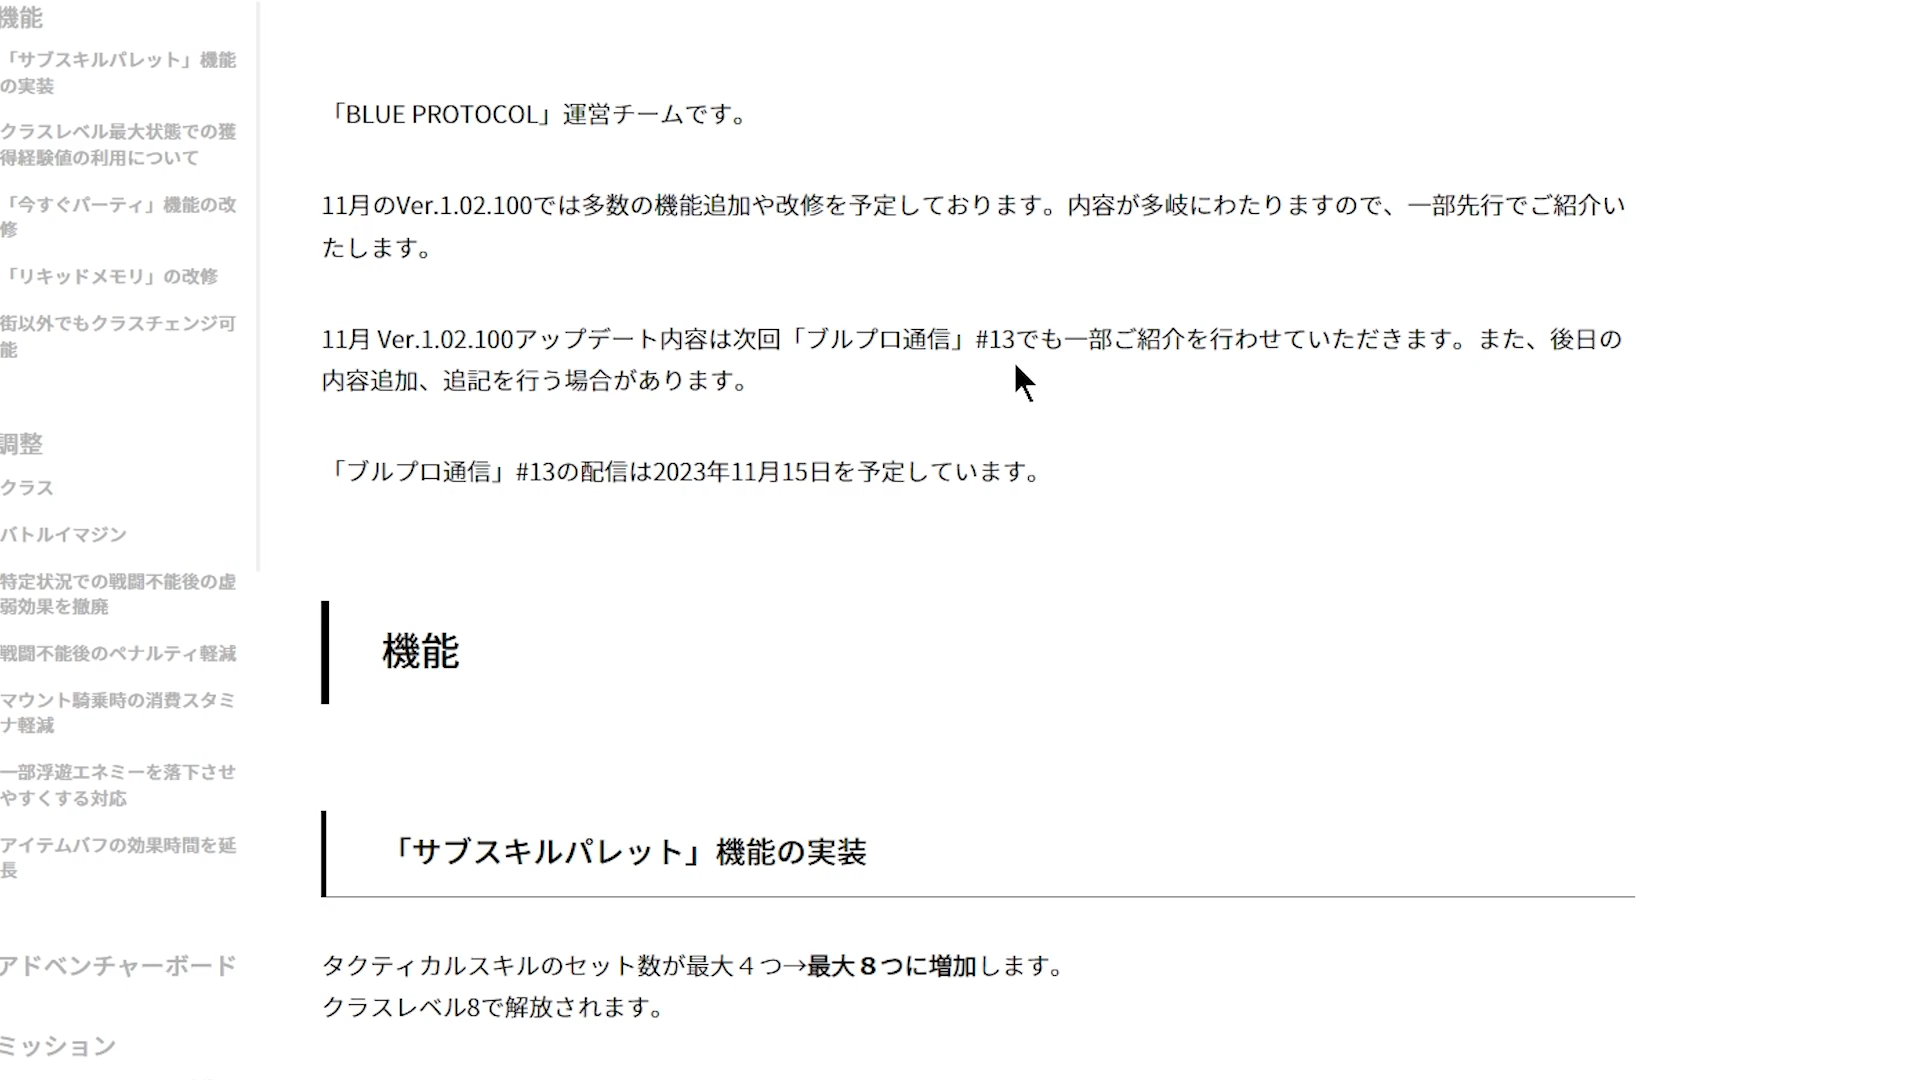 機能
「サブスキルパレット」機能
の実装
クラスレベル最大状態での獲
得経験値の利用について
「今すぐパーティ」機能の改
修
「リキッドメモリ」の改修
街以外でもクラスチェンジ可
能
調整
クラス
バトルイマジン
特定状況での戦闘不能後の虚
弱効果を撤廃
戦闘不能後のペナルティ軽減
マウント騎乗時の消費スタミ
ナ軽減
一部浮遊エネミーを落下させ
やすくする対応
アイテムバフの効果時間を延
長
アドベンチャーボード
ミッション
「BLUE PROTOCOL」運営チームです。
11月のVer.1.02.100では多数の機能追加や改修を予定しております。内容が多岐にわたりますので、一部先行でご紹介い
たします。
11月 Ver.1.02.100アップデート内容は次回「ブルプロ通信」#13でも一部ご紹介を行わせていただきます。また、後日の
内容追加、追記を行う場合があります。
「ブルプロ通信」#13の配信は2023年11月15日を予定しています。
機能
「サブスキルパレット」機能の実装
タクティカルスキルのセット数が最大４つ→最大８つに増加します。
クラスレベル8で解放されます。